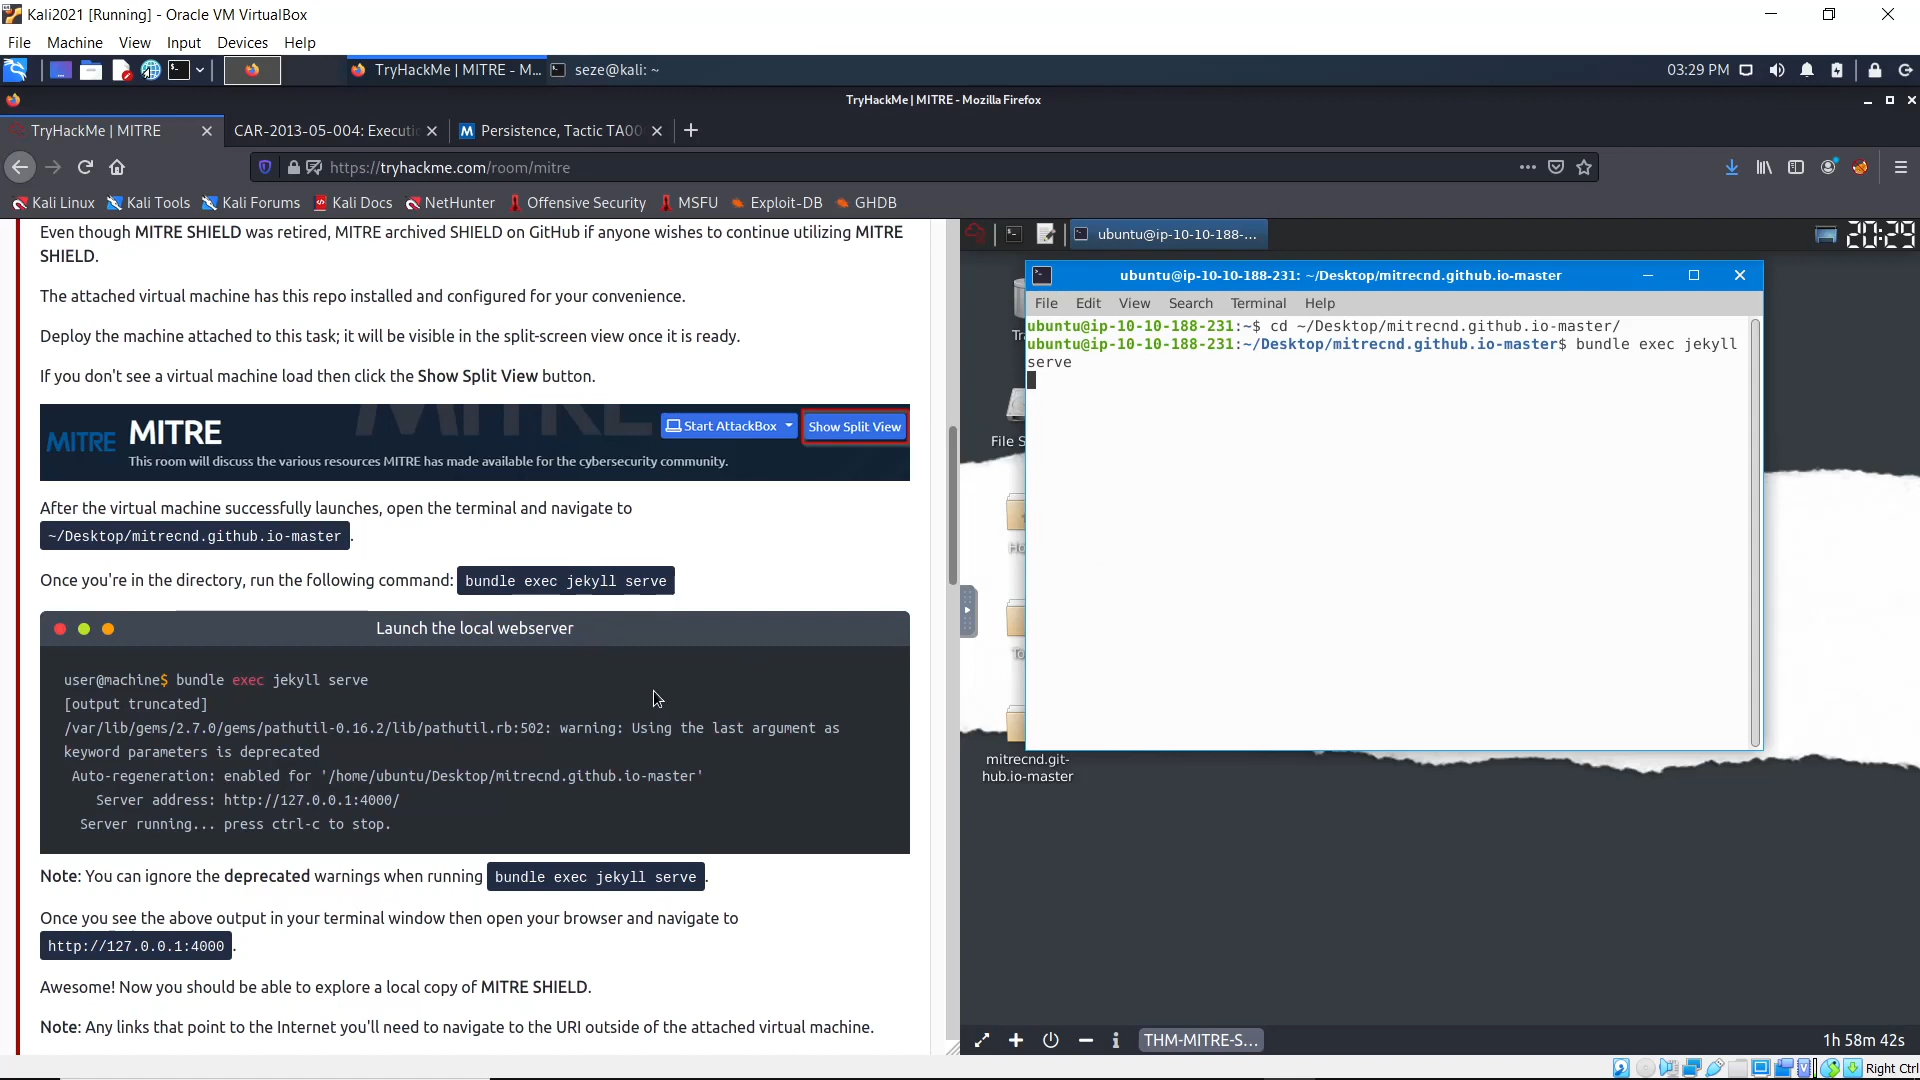 Kali2021 [Running] - Oracle VM VirtualBox
File Machine View Input Devices Help
TryHackMe | MITRE - M...
seze@kali: ~
03:29 PM
TryHackMe | MITRE - Mozilla Firefox
TryHackMe | MITRE
CAR-2013-05-004: Executi
Persistence, Tactic TA00
https://tryhackme.com/room/mitre
Kali Linux Kali Tools Kali Forums Kali Docs NetHunter Offensive Security MSFU Exploit-DB GHDB
Even though MITRE SHIELD was retired, MITRE archived SHIELD on GitHub if anyone wishes to continue utilizing MITRE
SHIELD.
The attached virtual machine has this repo installed and configured for your convenience.
Deploy the machine attached to this task; it will be visible in the split-screen view once it is ready.
If you don't see a virtual machine load then click the Show Split View button.
MITRE
MITRE
Start AttackBox
Show Split View
This room will discuss the various resources MITRE has made available for the cybersecurity community.
After the virtual machine successfully launches, open the terminal and navigate to
~/Desktop/mitrecnd.github.io-master .
Once you're in the directory, run the following command: bundle exec jekyll serve
Launch the local webserver
user@machine$ bundle exec jekyll serve
[output truncated]
/var/lib/gems/2.7.0/gems/pathutil-0.16.2/lib/pathutil.rb:502: warning: Using the last argument as
keyword parameters is deprecated
Auto-regeneration: enabled for '/home/ubuntu/Desktop/mitrecnd.github.io-master'
Server address: http://127.0.0.1:4000/
Server running... press ctrl-c to stop.
Note: You can ignore the deprecated warnings when running bundle exec jekyll serve .
Once you see the above output in your terminal window then open your browser and navigate to
http://127.0.0.1:4000 .
Awesome! Now you should be able to explore a local copy of MITRE SHIELD.
Note: Any links that point to the Internet you'll need to navigate to the URI outside of the attached virtual machine.
ubuntu@ip-10-10-188-...
20:29
ubuntu@ip-10-10-188-231: ~/Desktop/mitrecnd.github.io-master
File Edit View Search Terminal Help
ubuntu@ip-10-10-188-231:~$ cd ~/Desktop/mitrecnd.github.io-master/
ubuntu@ip-10-10-188-231:~/Desktop/mitrecnd.github.io-master$ bundle exec jekyll
serve
Tr
File S
Ho
To
mitrecnd.git-
hub.io-master
THM-MITRE-S...
1h 58m 42s
Right Ctrl